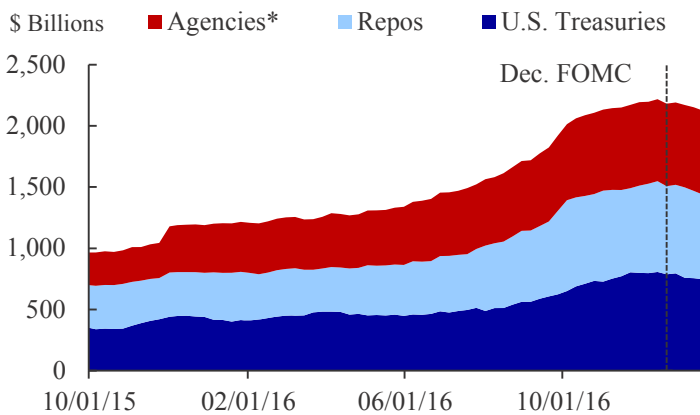 $ Billions Agencies* Repos U.S. Treasuries
2,500
Dec. FOMC
2,000
1,500
1,000
500
0
10/01/15 02/01/16 06/01/16 10/01/16